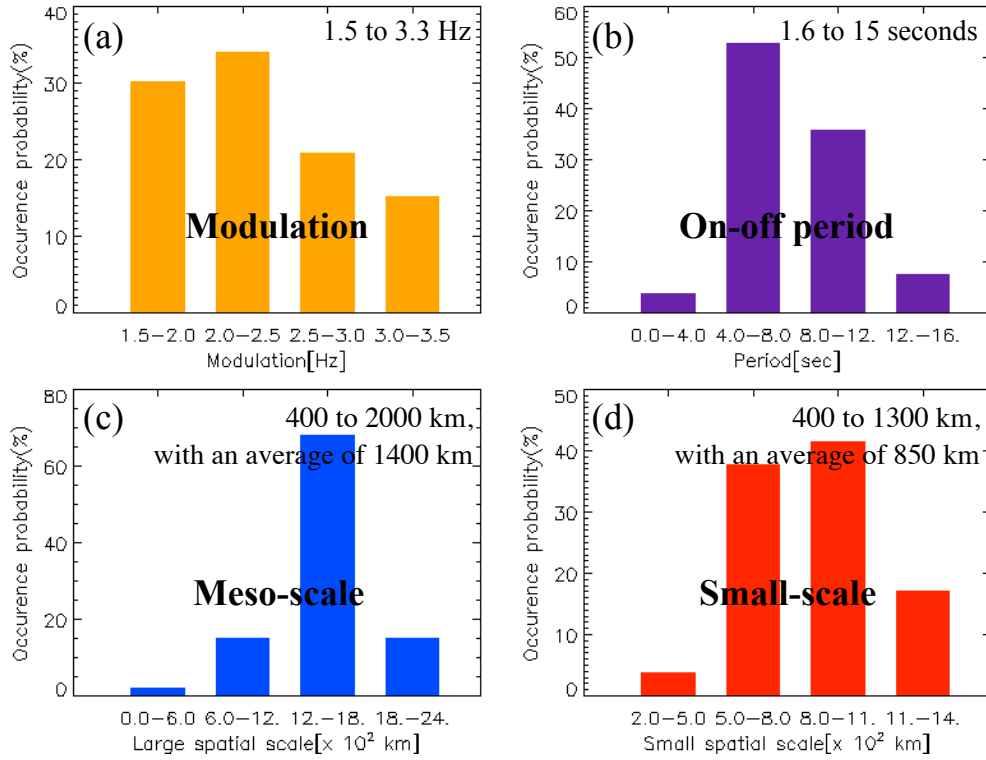 (a)
1.5 to 3.3 Hz
Occurence probability(%)
40
30
20
10
0
Modulation
1.5-2.0 2.0-2.5 2.5-3.0 3.0-3.5
Modulation[Hz]
(b)
1.6 to 15 seconds
Occurence probability(%)
60
50
40
30
20
10
0
On-off period
0.0-4.0 4.0-8.0 8.0-12. 12.-16.
Period[sec]
(c)
400 to 2000 km,
with an average of 1400 km
Occurence probability(%)
80
60
40
20
0
Meso-scale
0.0-6.0 6.0-12. 12.-18. 18.-24.
Large spatial scale[x 10² km]
(d)
400 to 1300 km,
with an average of 850 km
Occurence probability(%)
50
40
30
20
10
0
Small-scale
2.0-5.0 5.0-8.0 8.0-11. 11.-14.
Small spatial scale[x 10² km]